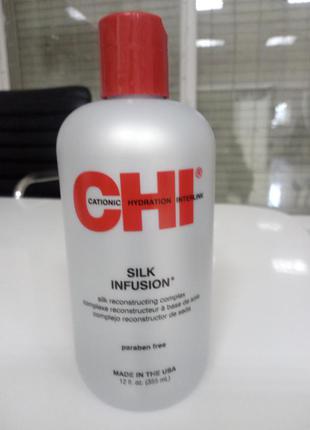 CHI®
CATIONIC HYDRATION INTERLINK
SILK
INFUSION®
silk reconstructing complex
complexe reconstructeur à base de soie
complejo reconstructor de seda
paraben free
MADE IN THE USA
12 fl. oz. (355 mL)